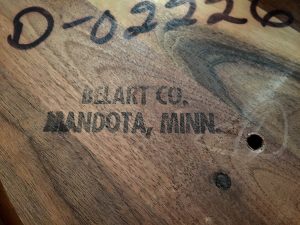 D-02226
BELART CO.
MANDOTA, MINN.